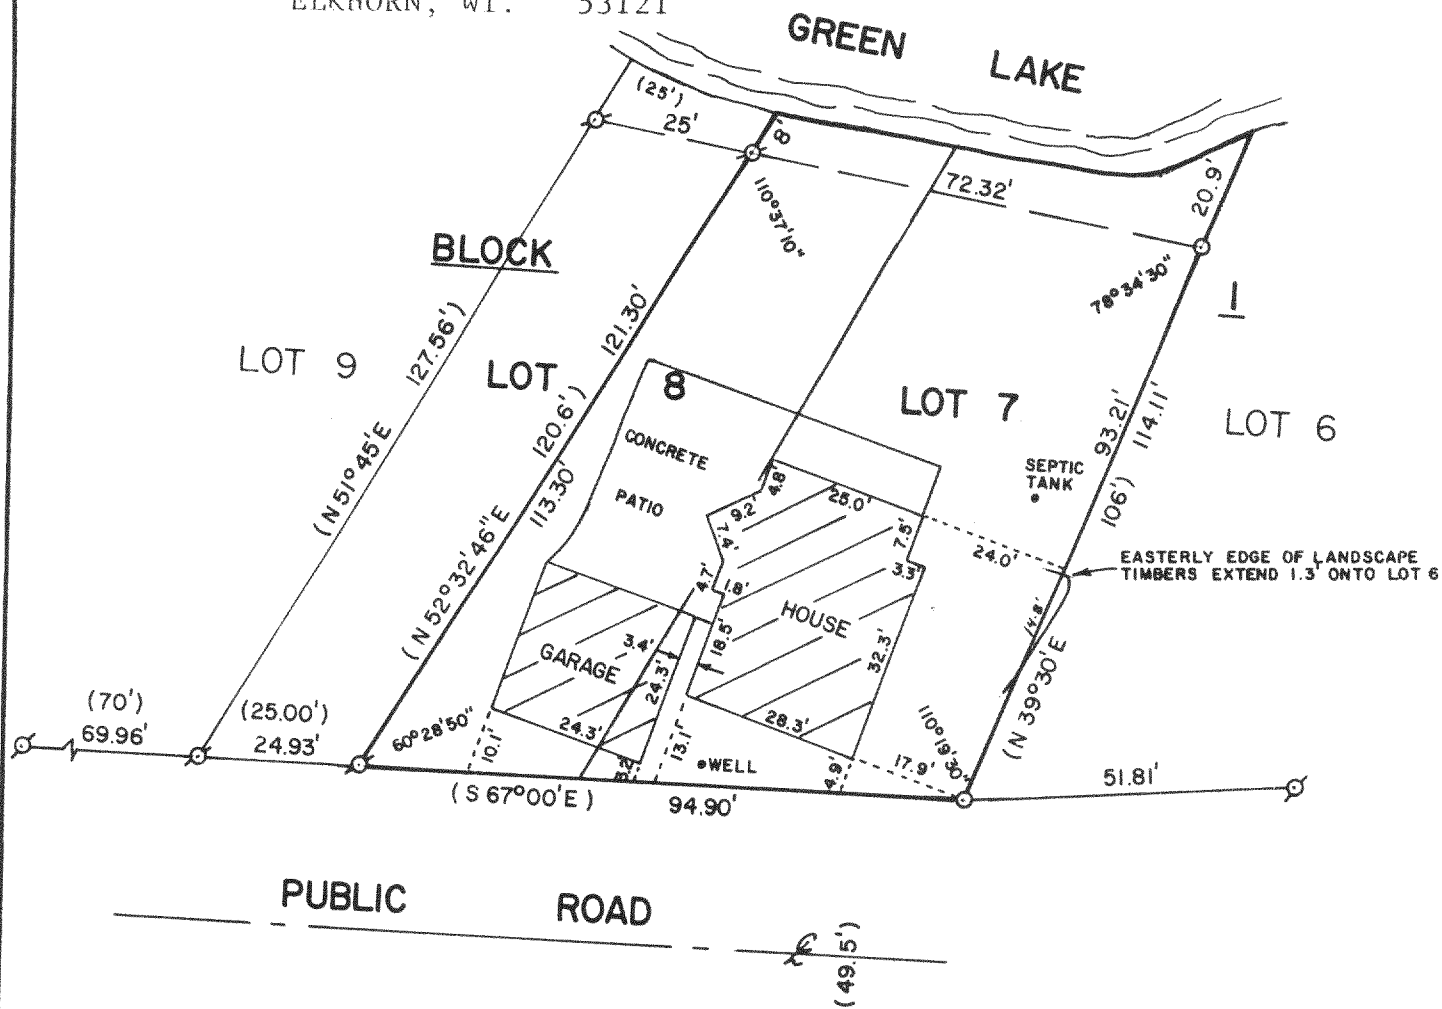 ELKHORN, WI. 53121
GREEN LAKE
(25')
25'
8'
72.32'
20.9'
110°37'10"
78°34'30"
BLOCK
1
127.56')
121.30'
LOT 9
LOT 8
LOT 7
LOT 6
93.21'
114.11'
106')
120.6')
113.30'
(N 51°45'E
(N 52°32'46"E
CONCRETE
PATIO
SEPTIC
TANK
4.8'
25.0'
9.2'
7.4'
7.5'
24.0'
3.3'
4.7'
1.8'
EASTERLY EDGE OF LANDSCAPE
TIMBERS EXTEND 1.3' ONTO LOT 6
14.8'
HOUSE
GARAGE
3.4'
24.3'
18.5'
32.3'
(N 39°30'E
(70')
69.96'
(25.00')
24.93'
60°28'50"
10.1'
24.3'
13.1'
28.3'
WELL
4.9'
17.9'
110°19'30"
51.81'
(S 67°00'E)
94.90'
PUBLIC ROAD
(49.5')